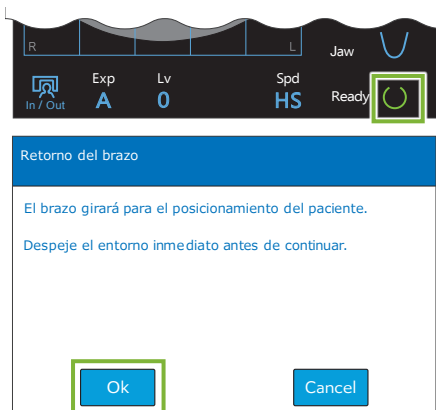 R L Jaw
Exp Lv Spd
In / Out A 0 HS Ready
Retorno del brazo
El brazo girará para el posicionamiento del paciente.
Despeje el entorno inmediato antes de continuar.
Ok Cancel